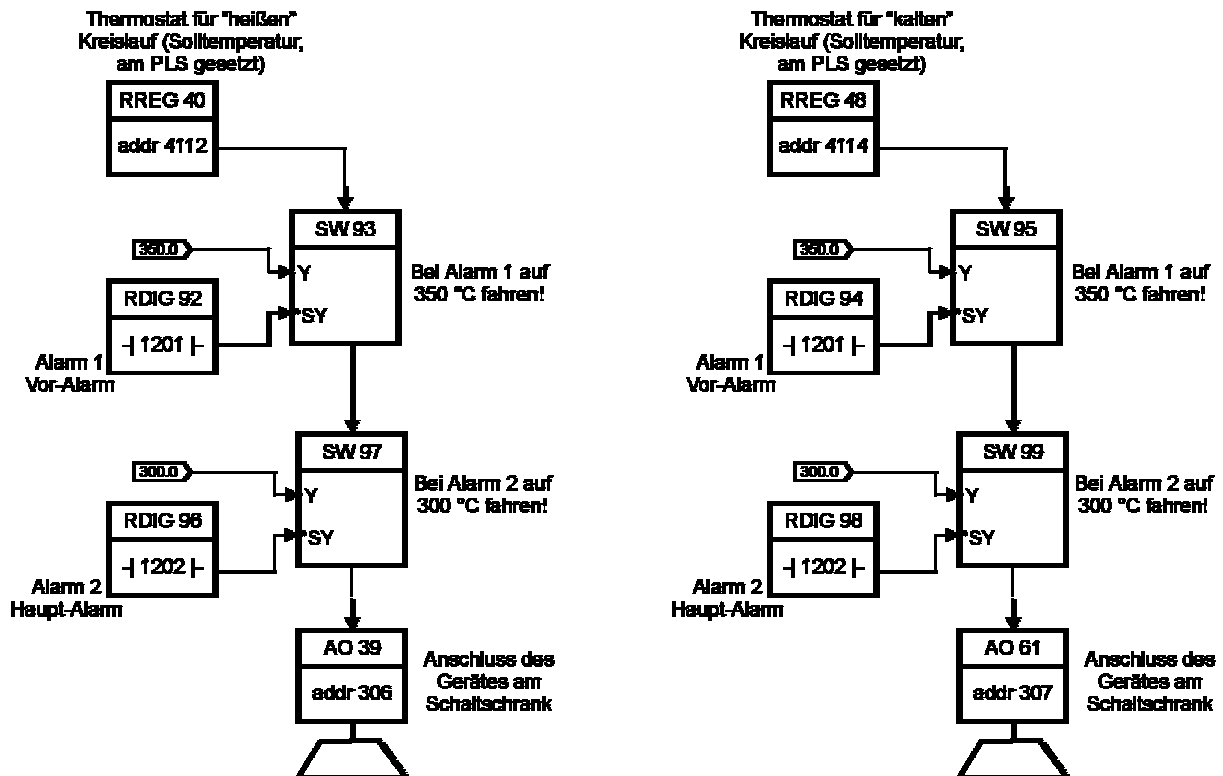 Thermostat für "heißen"
Kreislauf (Solltemperatur,
am PLS gesetzt)
RREG 40
addr 4112
SW 93
350.0
Y
Bei Alarm 1 auf
350 °C fahren!
RDIG 92
SY
1201
Alarm 1
Vor-Alarm
SW 97
300.0
Y
Bei Alarm 2 auf
300 °C fahren!
RDIG 96
SY
1202
Alarm 2
Haupt-Alarm
AO 39
addr 306
Anschluss des
Gerätes am
Schaltschrank
Thermostat für "kalten"
Kreislauf (Solltemperatur,
am PLS gesetzt)
RREG 48
addr 4114
SW 95
350.0
Y
Bei Alarm 1 auf
350 °C fahren!
RDIG 94
SY
1201
Alarm 1
Vor-Alarm
SW 99
300.0
Y
Bei Alarm 2 auf
300 °C fahren!
RDIG 98
SY
1202
Alarm 2
Haupt-Alarm
AO 61
addr 307
Anschluss des
Gerätes am
Schaltschrank